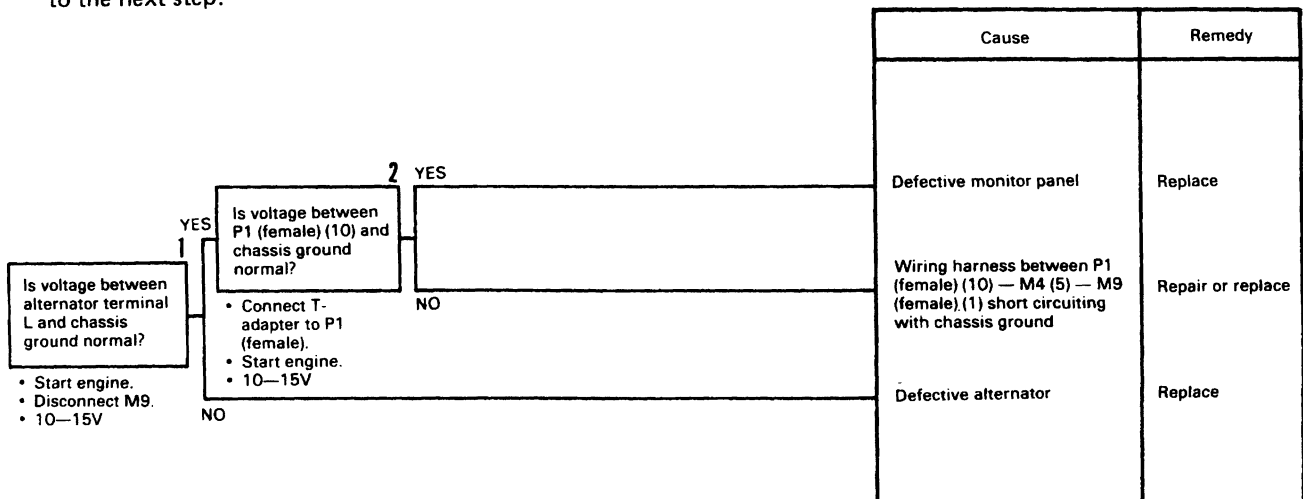 to the next step.
Cause
Remedy
2 YES
Defective monitor panel
Replace
YES
1
Is voltage between
P1 (female) (10) and
chassis ground
normal?
Is voltage between
alternator terminal
L and chassis
ground normal?
NO
Wiring harness between P1
(female) (10) — M4 (5) — M9
(female) (1) short circuiting
with chassis ground
Repair or replace
• Connect T-
adapter to P1
(female).
• Start engine.
• 10—15V
• Start engine.
• Disconnect M9.
• 10—15V
NO
Defective alternator
Replace